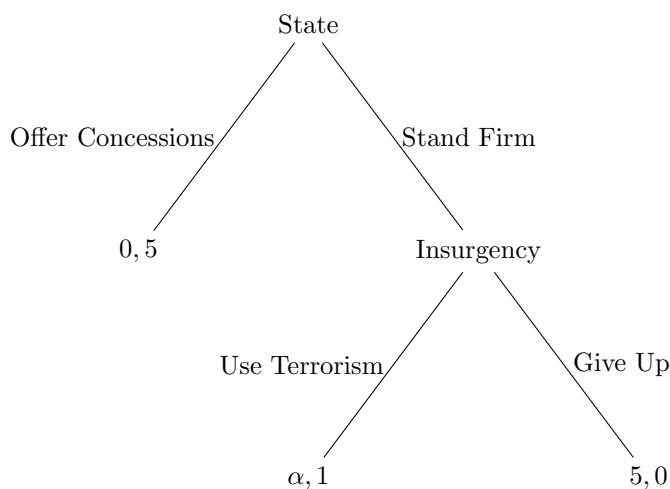 State
Offer Concessions
Stand Firm
0, 5
Insurgency
Use Terrorism
Give Up
α, 1
5, 0